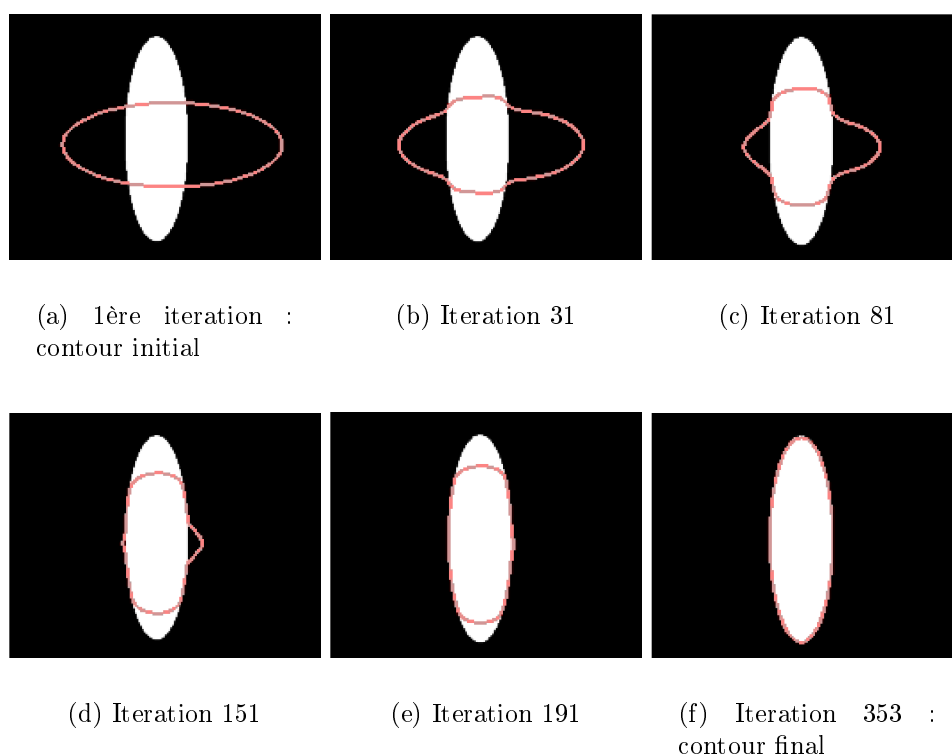 (a) 1ère iteration :
contour initial
(b) Iteration 31
(c) Iteration 81
(d) Iteration 151
(e) Iteration 191
(f) Iteration 353 :
contour final